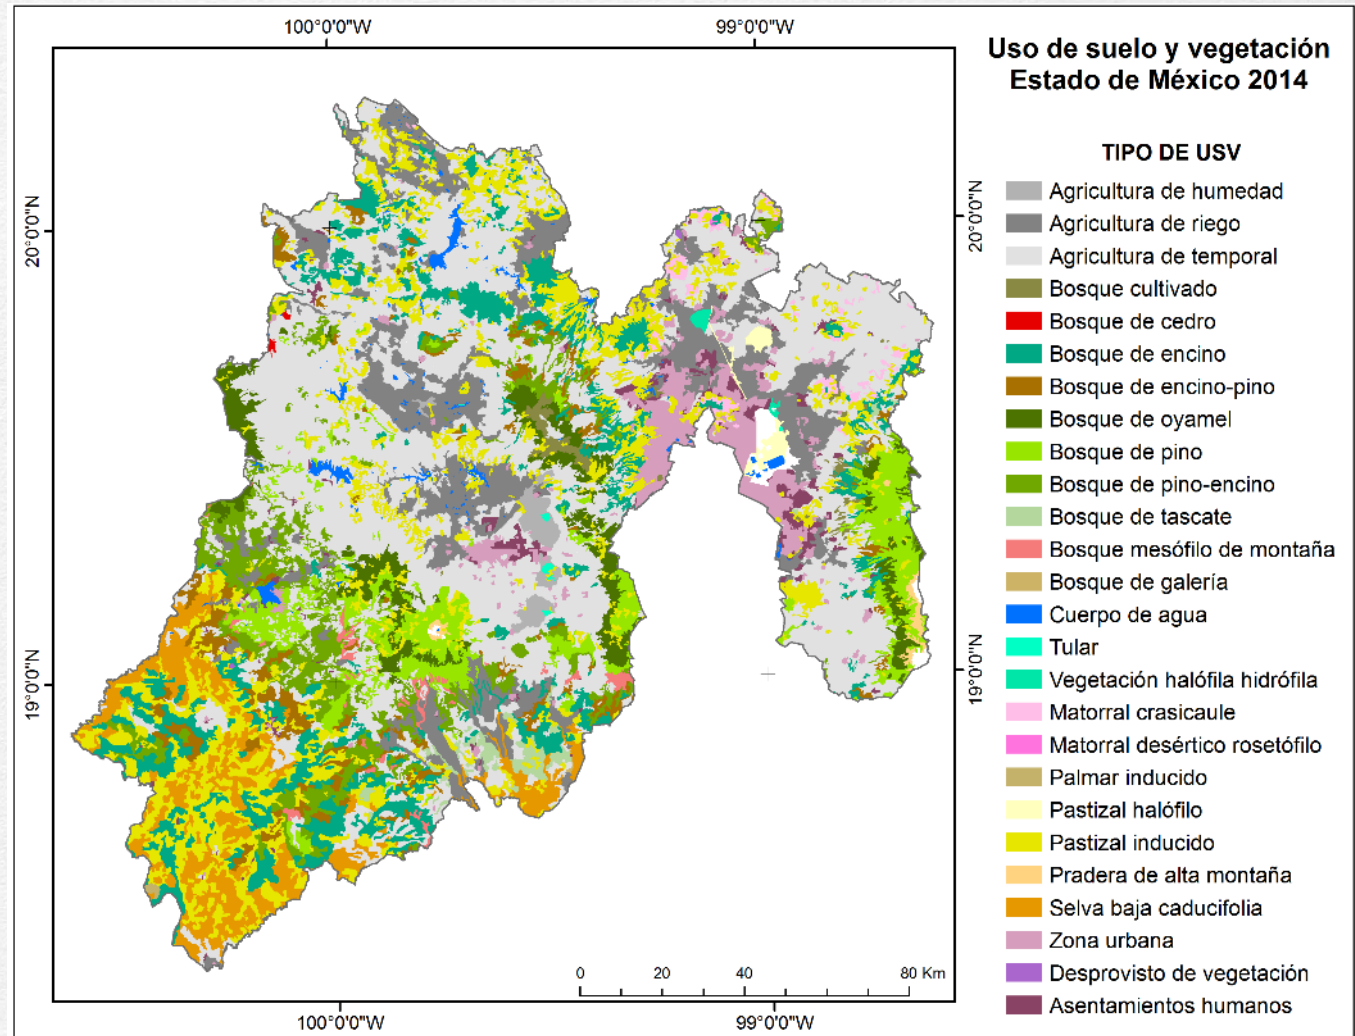 100°0'0"W
99°0'0"W
Uso de suelo y vegetación
Estado de México 2014
TIPO DE USV
Agricultura de humedad
Agricultura de riego
Agricultura de temporal
Bosque cultivado
Bosque de cedro
Bosque de encino
Bosque de encino-pino
Bosque de oyamel
Bosque de pino
Bosque de pino-encino
Bosque de tascate
Bosque mesófilo de montaña
Bosque de galería
Cuerpo de agua
Tular
Vegetación halófila hidrófila
Matorral crasicaule
Matorral desértico rosetófilo
Palmar inducido
Pastizal halófilo
Pastizal inducido
Pradera de alta montaña
Selva baja caducifolia
Zona urbana
Desprovisto de vegetación
Asentamientos humanos
20°0'0"N
20°0'0"N
19°0'0"N
19°0'0"N
0 20 40 80 Km
100°0'0"W
99°0'0"W